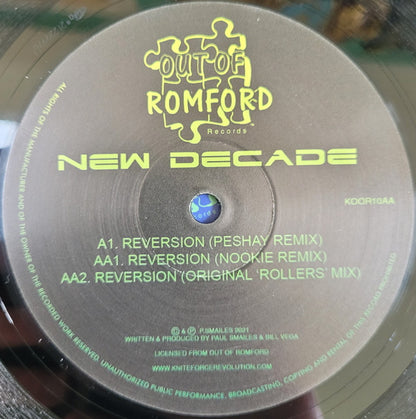 OUT OF
ROMFORD
Records
NEW DECADE
KOOR10AA
A1. REVERSION (PESHAY REMIX)
AA1. REVERSION (NOOKIE REMIX)
AA2. REVERSION (ORIGINAL 'ROLLERS' MIX)
© & ℗ P.SMAILES 2021
WRITTEN & PRODUCED BY PAUL SMAILES & BILL VEGA
LICENSED FROM OUT OF ROMFORD
WWW.KNITEFORCEREVOLUTION.COM
ALL RIGHTS OF THE MANUFACTURER AND OF THE OWNER OF THE RECORDED WORK RESERVED. UNAUTHORIZED PUBLIC PERFORMANCE, BROADCASTING, COPYING AND RENTAL OF THIS RECORD PROHIBITED